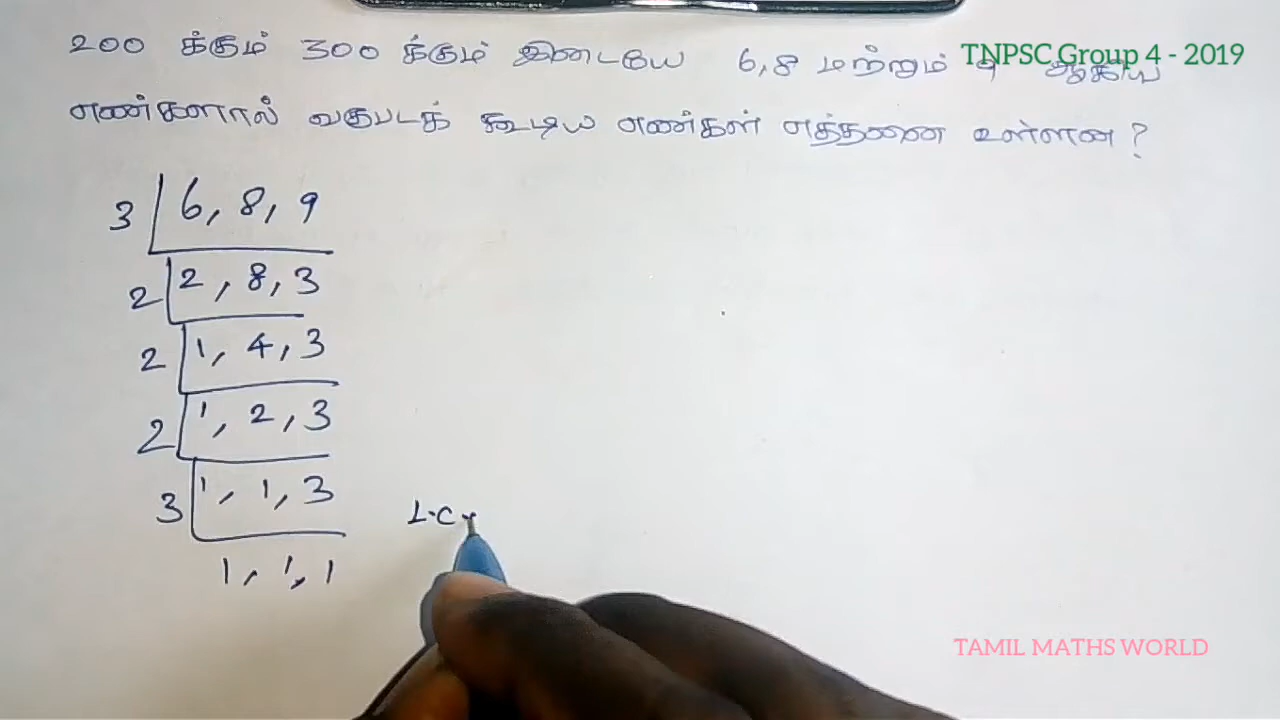 200 க்கும் 300 க்கும் இடையே 6,8 மற்றும் 9 ஆகிய
TNPSC Group 4 - 2019
எண்களால் வகுபடக் கூடிய எண்கள் எத்தனை உள்ளன ?
3 6, 8, 9
2 2, 8, 3
2 1, 4, 3
2 1, 2, 3
3 1, 1, 3
L.C
1, 1, 1
TAMIL MATHS WORLD